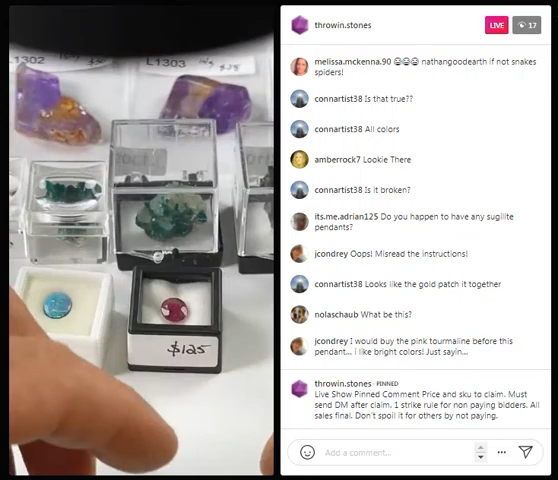 L1302
L1303
$125
throwin.stones
LIVE
17
melissa.mckenna.90 😂😂😂 nathangoodearth if not snakes
spiders!
connartist38 Is that true??
connartist38 All colors
amberrock7 Lookie There
connartist38 Is it broken?
its.me.adrian125 Do you happen to have any sugilite
pendants?
jcondrey Oops! Misread the instructions!
connartist38 Looks like the gold patch it together
nolaschaub What be this?
jcondrey I would buy the pink tourmaline before this
pendant... i like bright colors! Just sayin...
throwin.stones · PINNED
Live Show Pinned Comment Price and sku to claim. Must
send DM after claim. 1 strike rule for non paying bidders. All
sales final. Don't spoil it for others by not paying.
Add a comment...